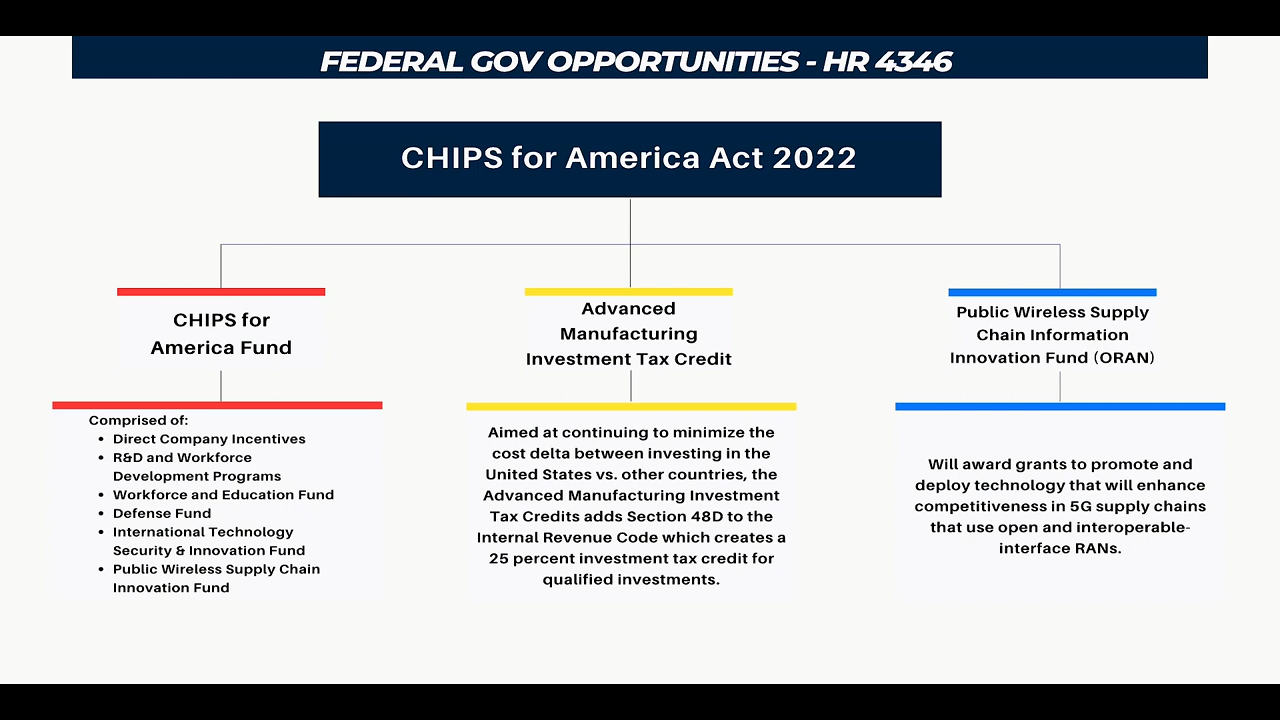 FEDERAL GOV OPPORTUNITIES - HR 4346
CHIPS for America Act 2022
CHIPS for
America Fund
Comprised of:
• Direct Company Incentives
• R&D and Workforce
Development Programs
• Workforce and Education Fund
• Defense Fund
• International Technology
Security & Innovation Fund
• Public Wireless Supply Chain
Innovation Fund
Advanced
Manufacturing
Investment Tax Credit
Aimed at continuing to minimize the
cost delta between investing in the
United States vs. other countries, the
Advanced Manufacturing Investment
Tax Credits adds Section 48D to the
Internal Revenue Code which creates a
25 percent investment tax credit for
qualified investments.
Public Wireless Supply
Chain Information
Innovation Fund (ORAN)
Will award grants to promote and
deploy technology that will enhance
competitiveness in 5G supply chains
that use open and interoperable-
interface RANs.